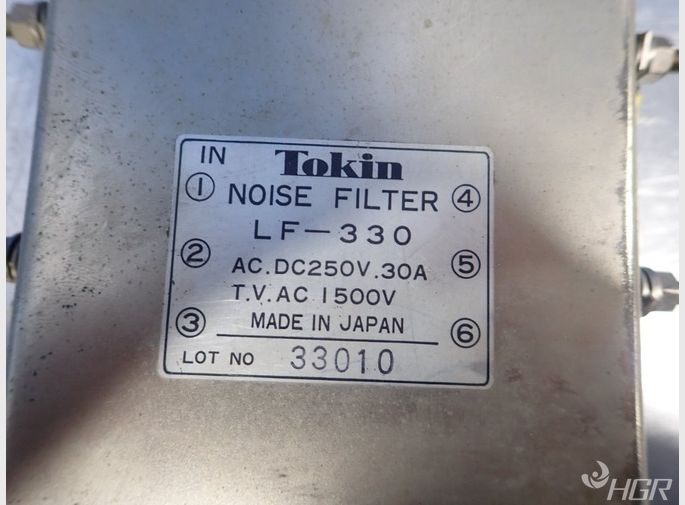 IN Tokin
① NOISE FILTER ④
LF-330
② AC.DC250V.30A ⑤
T.V.AC 1500V
③ MADE IN JAPAN ⑥
LOT NO 33010
HGR